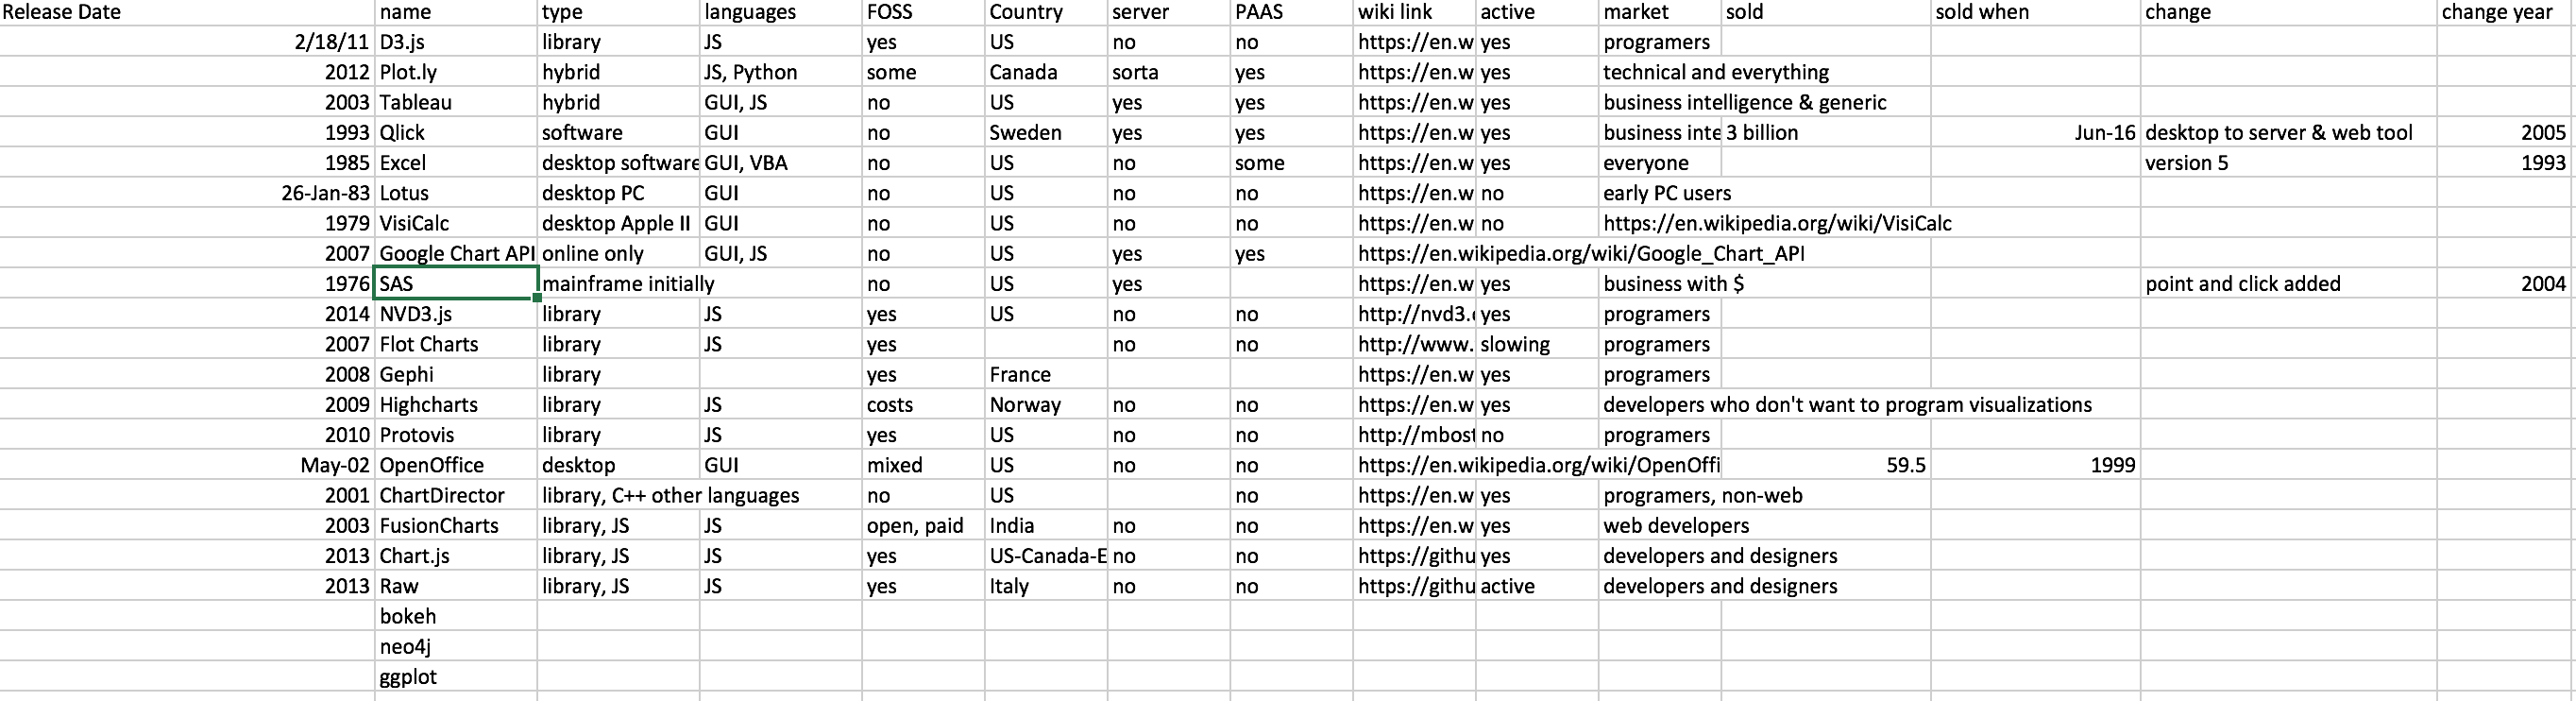 Release Date name type languages FOSS Country server PAAS wiki link active market sold sold when change change year
2/18/11 D3.js library JS yes US no no https://en.w yes programers
2012 Plot.ly hybrid JS, Python some Canada sorta yes https://en.w yes technical and everything
2003 Tableau hybrid GUI, JS no US yes yes https://en.w yes business intelligence & generic
1993 Qlick software GUI no Sweden yes yes https://en.w yes business inte 3 billion Jun-16 desktop to server & web tool 2005
1985 Excel desktop software GUI, VBA no US no some https://en.w yes everyone version 5 1993
26-Jan-83 Lotus desktop PC GUI no US no no https://en.w no early PC users
1979 VisiCalc desktop Apple II GUI no US no no https://en.w no https://en.wikipedia.org/wiki/VisiCalc
2007 Google Chart API online only GUI, JS no US yes yes https://en.wikipedia.org/wiki/Google_Chart_API
1976 SAS mainframe initially no US yes https://en.w yes business with $ point and click added 2004
2014 NVD3.js library JS yes US no no http://nvd3. yes programers
2007 Flot Charts library JS yes no no http://www. slowing programers
2008 Gephi library yes France https://en.w yes programers
2009 Highcharts library JS costs Norway no no https://en.w yes developers who don't want to program visualizations
2010 Protovis library JS yes US no no http://mbost no programers
May-02 OpenOffice desktop GUI mixed US no no https://en.wikipedia.org/wiki/OpenOffi 59.5 1999
2001 ChartDirector library, C++ other languages no US no https://en.w yes programers, non-web
2003 FusionCharts library, JS JS open, paid India no no https://en.w yes web developers
2013 Chart.js library, JS JS yes US-Canada-E no no https://githu yes developers and designers
2013 Raw library, JS JS yes Italy no no https://githu active developers and designers
bokeh
neo4j
ggplot